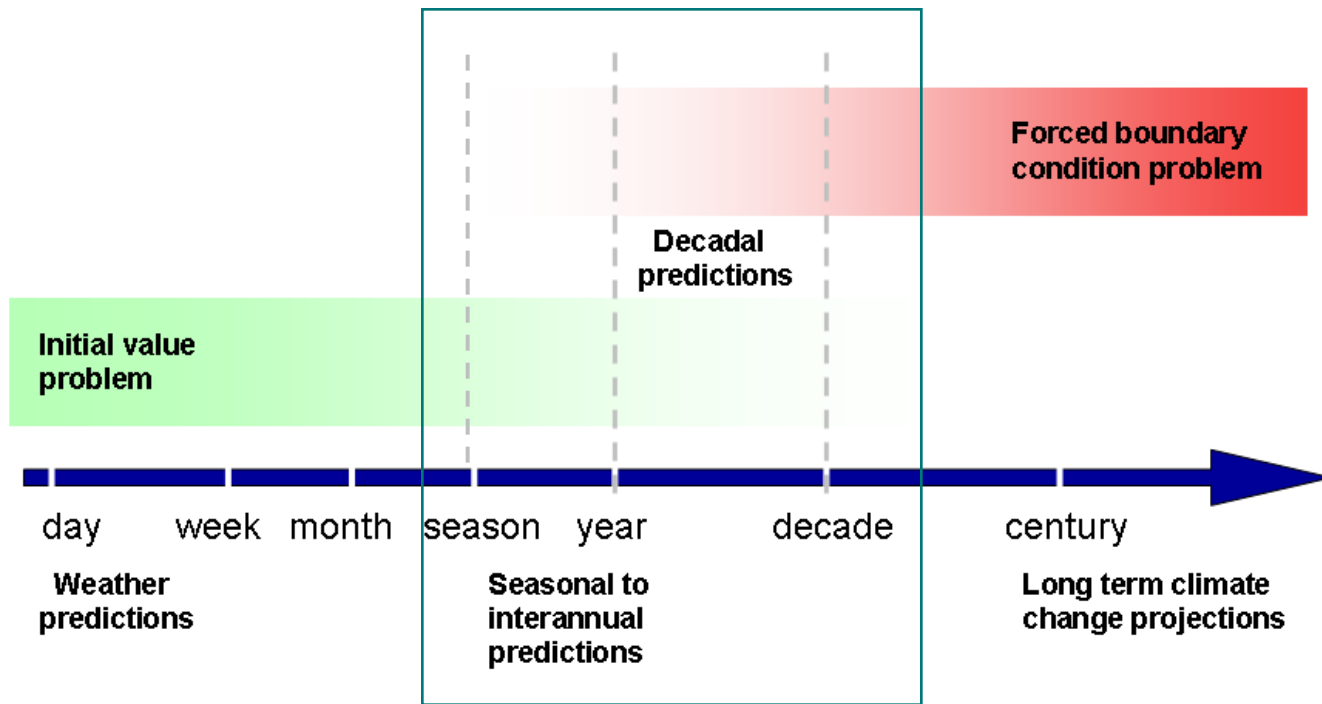 Forced boundary
condition problem
Decadal
predictions
Initial value
problem
day week month season year decade century
Weather
predictions
Seasonal to
interannual
predictions
Long term climate
change projections